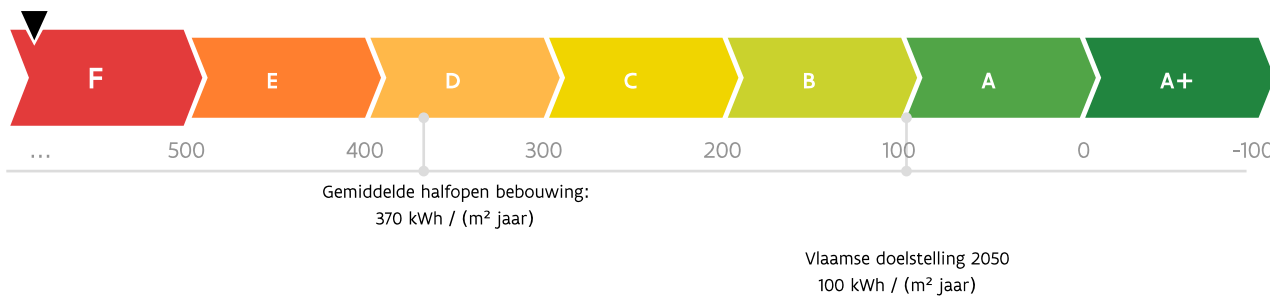 F E D C B A A+
... 500 400 300 200 100 0 -100
Gemiddelde halfopen bebouwing:
370 kWh / (m² jaar)
Vlaamse doelstelling 2050
100 kWh / (m² jaar)